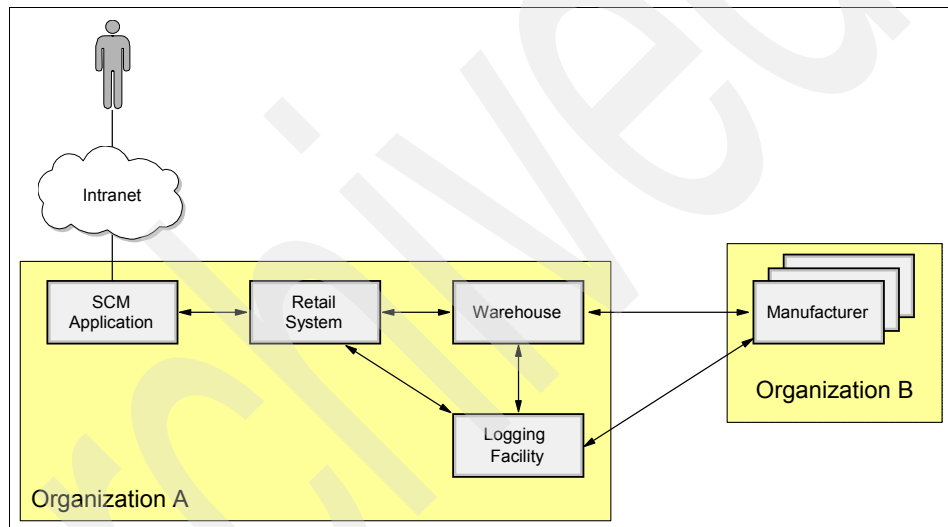 Intranet
SCM
Application
Retail
System
Warehouse
Manufacturer
Logging
Facility
Organization A
Organization B